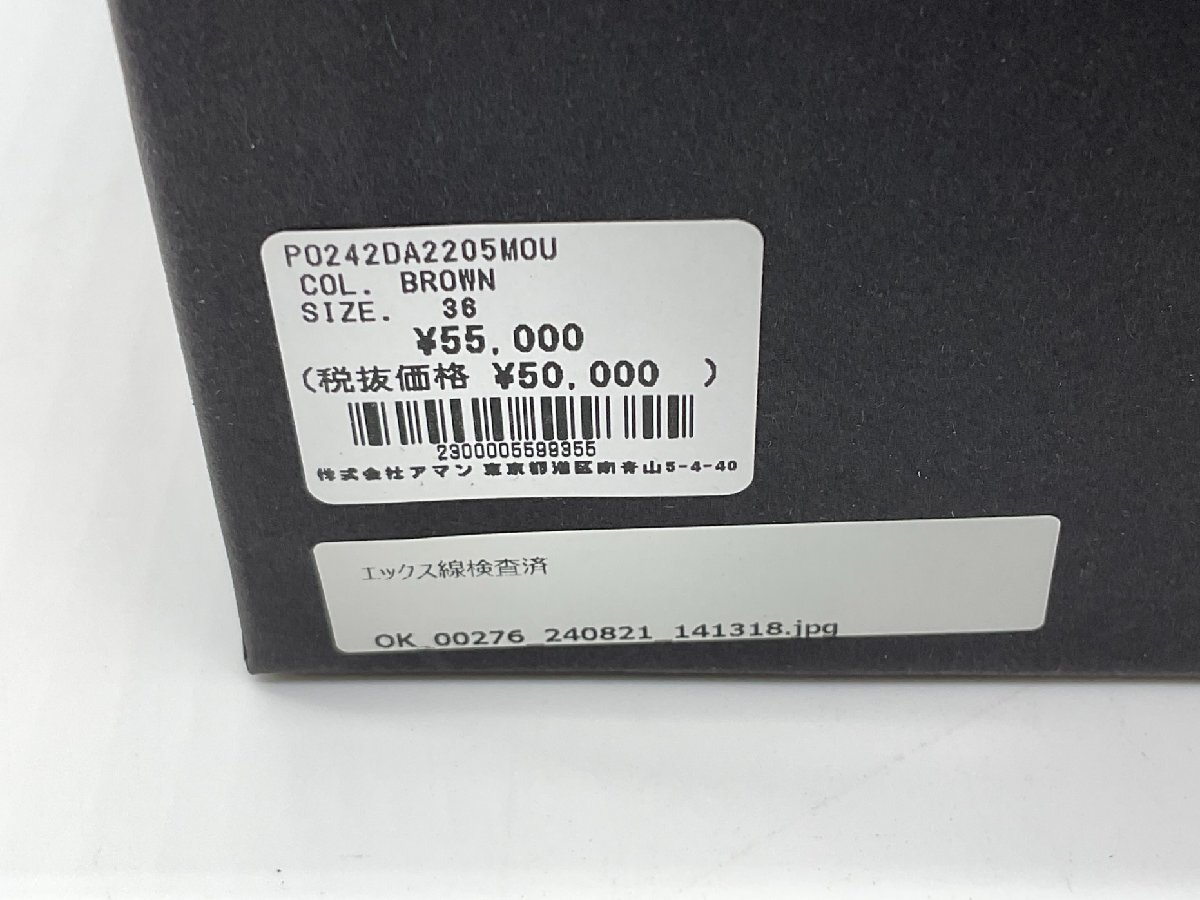 PO242DA2205MOU
COL. BROWN
SIZE. 36
¥55,000
(税抜価格 ¥50,000 )
2300005599355
株式会社アマン 東京都港区南青山5-4-40
エックス線検査済
OK_00276_240821_141318.jpg